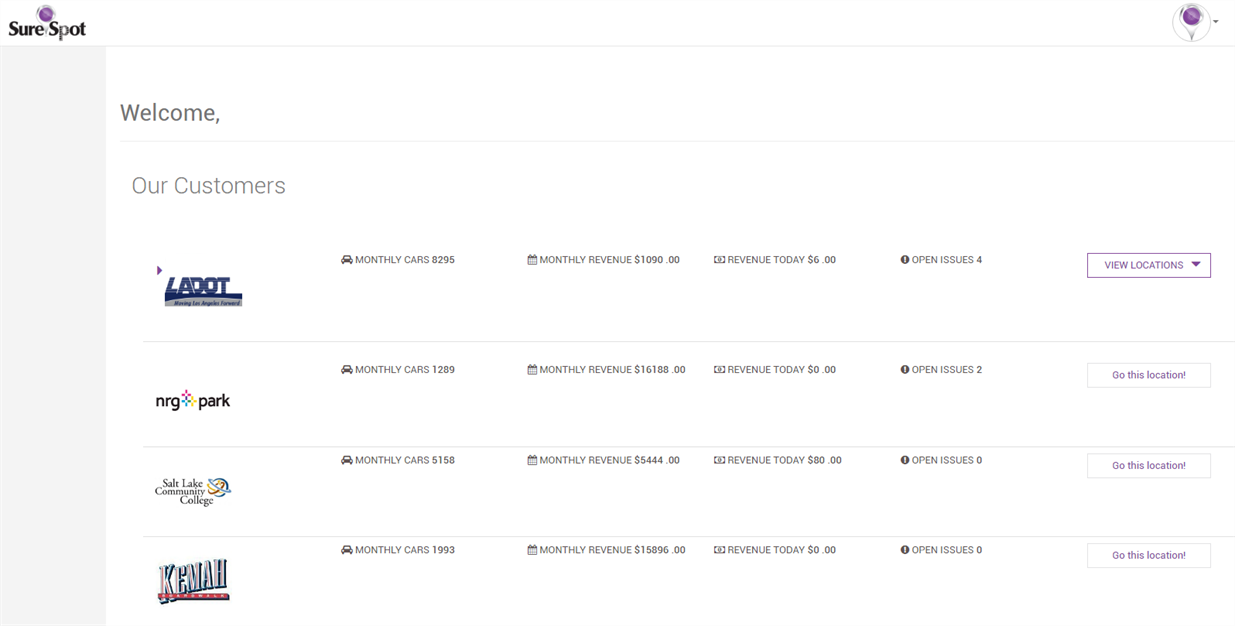 Sure Spot
Welcome,
Our Customers
LADOT
Moving Los Angeles Forward
MONTHLY CARS 8295
MONTHLY REVENUE $1090 .00
REVENUE TODAY $6 .00
OPEN ISSUES 4
VIEW LOCATIONS
nrg park
MONTHLY CARS 1289
MONTHLY REVENUE $16188 .00
REVENUE TODAY $0 .00
OPEN ISSUES 2
Go this location!
Salt Lake
Community
College
MONTHLY CARS 5158
MONTHLY REVENUE $5444 .00
REVENUE TODAY $80 .00
OPEN ISSUES 0
Go this location!
KEMAH
BOARDWALK
MONTHLY CARS 1993
MONTHLY REVENUE $15896 .00
REVENUE TODAY $0 .00
OPEN ISSUES 0
Go this location!